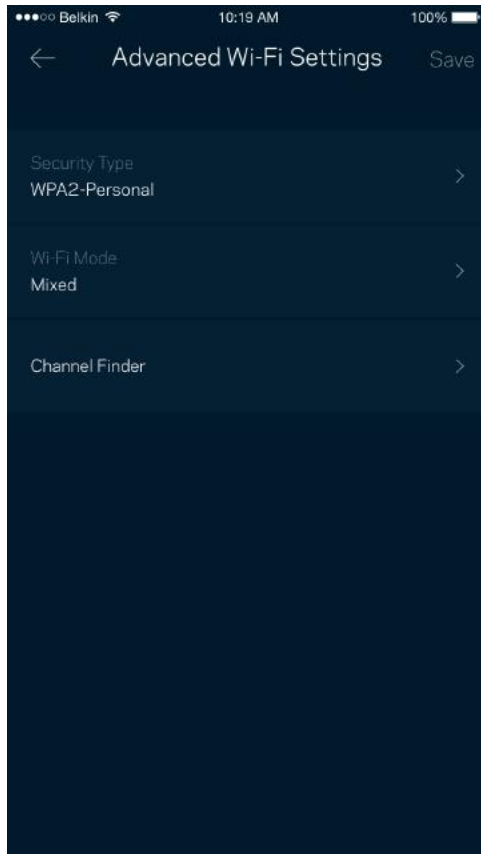 Belkin 10:19 AM 100%
Advanced Wi-Fi Settings Save
Security Type
WPA2-Personal
Wi-Fi Mode
Mixed
Channel Finder